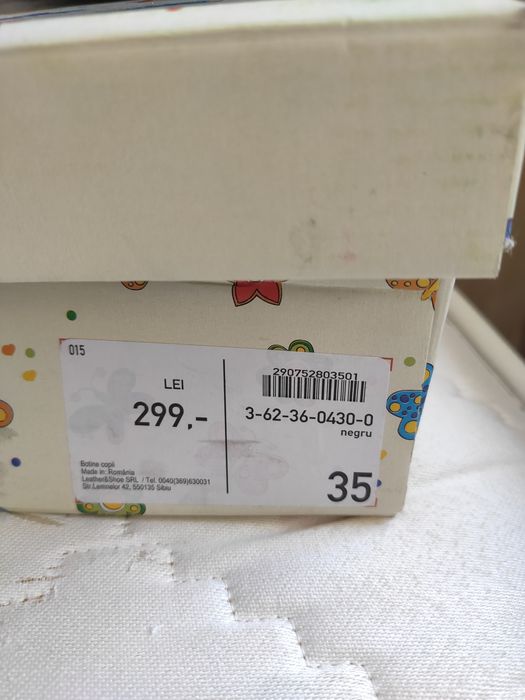 015
LEI
299,-
Botine copii
Made in: România
Leather&Shoe SRL / Tel. 0040(369)630031
Str.Lemnelor 42, 550135 Sibiu
290752803501
3-62-36-0430-0
negru
35